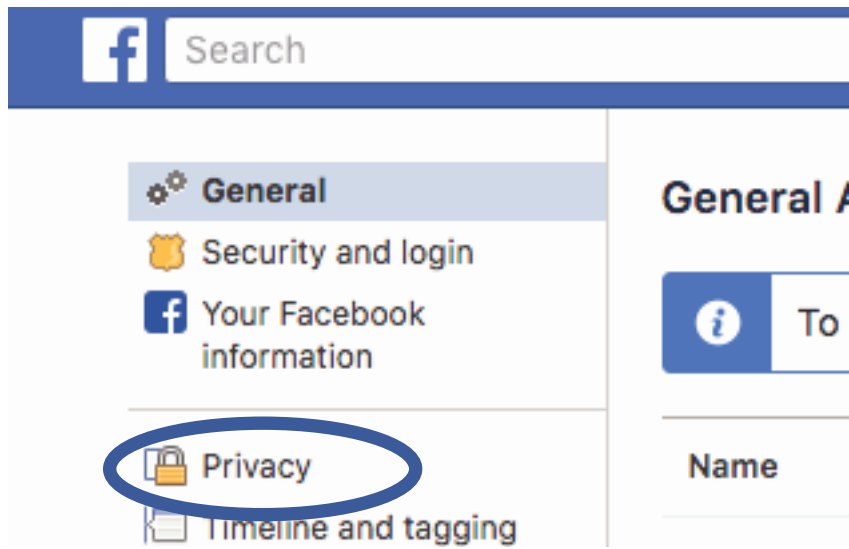 Search
General
Security and login
Your Facebook
information
Privacy
Timeline and tagging
General A
To
Name